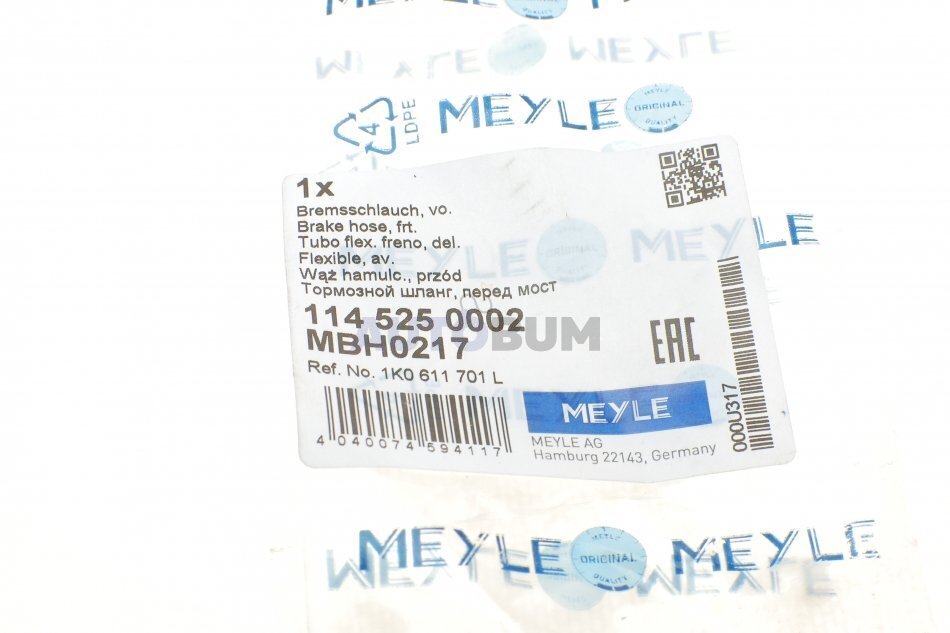 MEYLE
4
LDPE
MEYLE
MEYLE
ORIGINAL
QUALITY
1x
Bremsschlauch, vo.
Brake hose, frt.
Tubo flex. freno, del.
Flexible, av.
Wąż hamulc., przód
Тормозной шланг, перед мост
114 525 0002
MBH0217
AUTOBUM
Ref. No. 1K0 611 701 L
4 040074 594117
EAC
MEYLE
MEYLE AG
Hamburg 22143, Germany
000U317
MEYLE
MEYLE
MEYLE
ORIGINAL
QUALITY
MEYLE